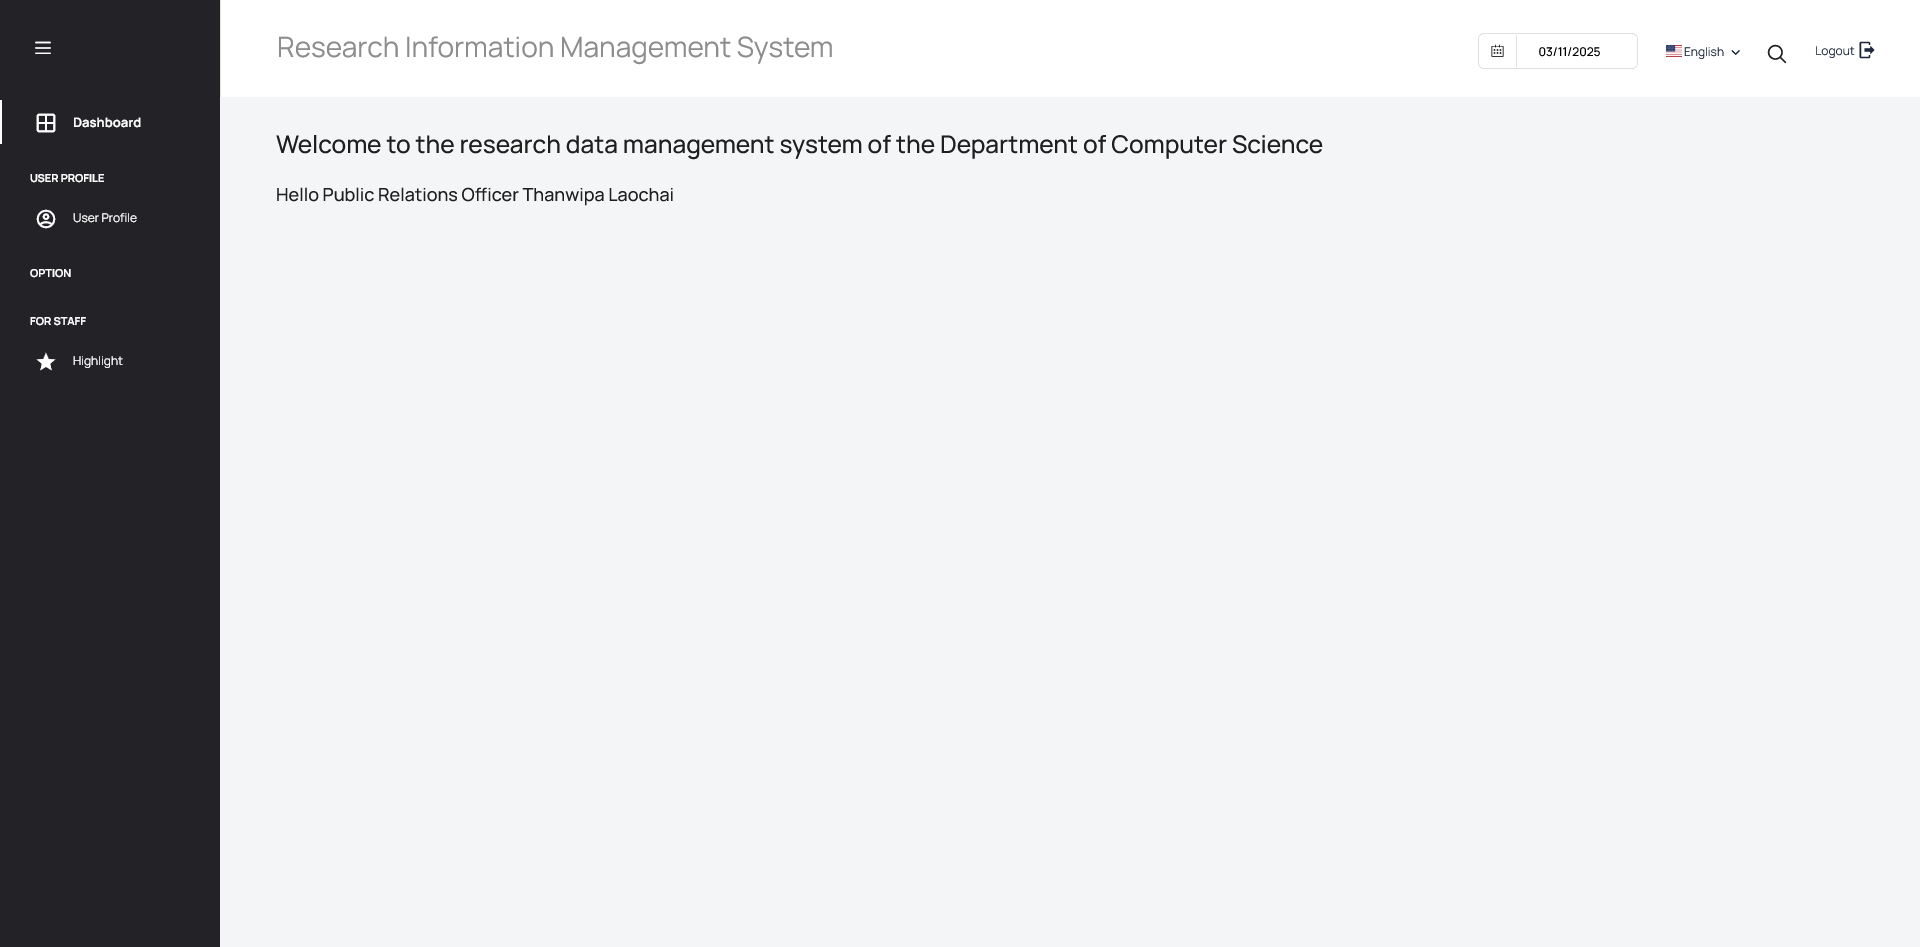 Research Information Management System
03/11/2025
English
Logout
Dashboard
USER PROFILE
User Profile
OPTION
FOR STAFF
Highlight
Welcome to the research data management system of the Department of Computer Science
Hello Public Relations Officer Thanwipa Laochai